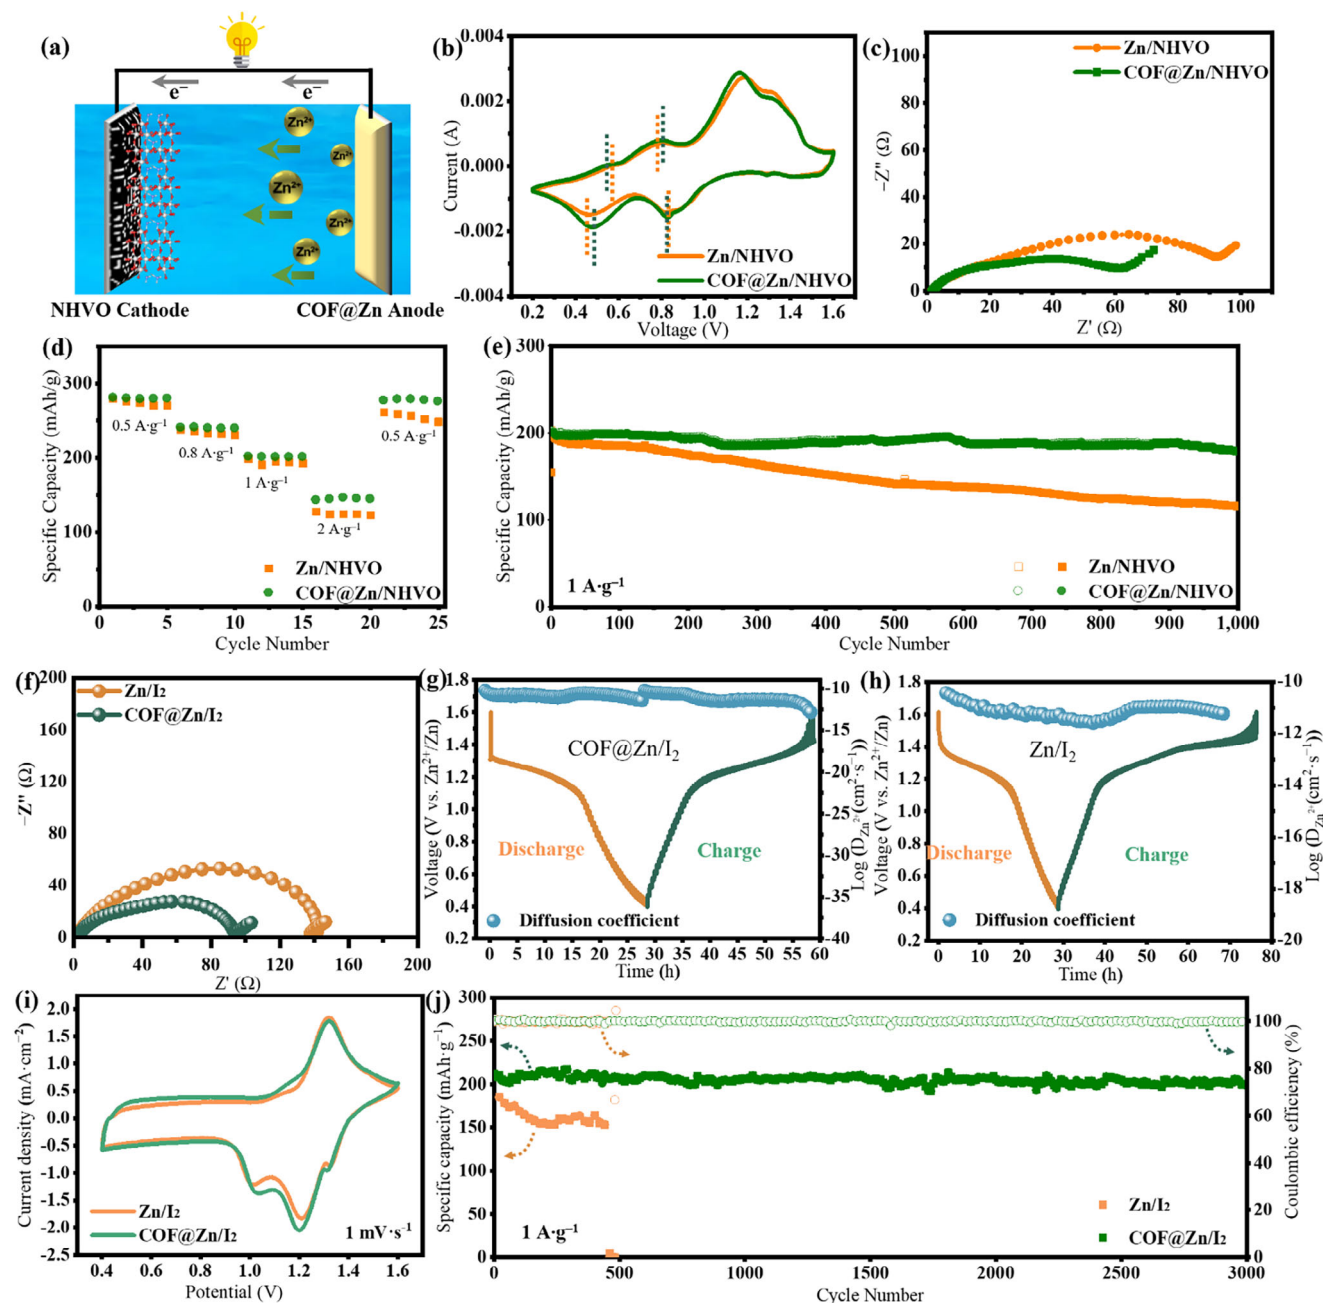 (a)
e⁻
e⁻
Zn²⁺
Zn²⁺
Zn²⁺
Zn²⁺
Zn²⁺
NHVO Cathode
COF@Zn Anode
(b)
0.004
0.002
0.000
-0.002
-0.004
Current (A)
Zn/NHVO
COF@Zn/NHVO
0.2 0.4 0.6 0.8 1.0 1.2 1.4 1.6
Voltage (V)
(c)
100
80
60
40
20
0
−Z'' (Ω)
Zn/NHVO
COF@Zn/NHVO
0 20 40 60 80 100
Z' (Ω)
(d)
300
200
150
100
0
Specific Capacity (mAh/g)
0.5 A·g⁻¹
0.8 A·g⁻¹
1 A·g⁻¹
2 A·g⁻¹
0.5 A·g⁻¹
Zn/NHVO
COF@Zn/NHVO
0 5 10 15 20 25
Cycle Number
(e)
300
200
100
0
Specific Capacity (mAh/g)
1 A·g⁻¹
Zn/NHVO
COF@Zn/NHVO
0 100 200 300 400 500 600 700 800 900 1,000
Cycle Number
(f)
200
160
120
80
40
0
−Z'' (Ω)
Zn/I₂
COF@Zn/I₂
0 40 80 120 160 200
Z' (Ω)
(g)
1.8
1.6
1.4
1.2
1.0
0.8
0.6
0.4
0.2
Voltage (V vs. Zn²⁺/Zn)
COF@Zn/I₂
Discharge
Charge
Diffusion coefficient
-10
-15
-20
-25
-30
-35
-40
Log (D_Zn²⁺(cm²·s⁻¹)
0 5 10 15 20 25 30 35 40 45 50 55 60
Time (h)
(h)
1.8
1.6
1.4
1.2
1.0
0.8
0.6
0.4
0.2
Voltage (V vs. Zn²⁺/Zn)
Zn/I₂
Discharge
Charge
Diffusion coefficient
-10
-12
-14
-16
-18
-20
Log (D_Zn²⁺(cm²·s⁻¹)
0 10 20 30 40 50 60 70 80
Time (h)
(i)
2.0
1.5
1.0
0.5
0.0
-0.5
-1.0
-1.5
-2.0
-2.5
Current density (mA·cm⁻²)
Zn/I₂
COF@Zn/I₂
1 mV·s⁻¹
0.4 0.6 0.8 1.0 1.2 1.4 1.6
Potential (V)
(j)
300
250
200
150
100
50
0
Specific capacity (mAh·g⁻¹)
1 A·g⁻¹
Zn/I₂
COF@Zn/I₂
100
80
60
40
20
0
Coulombic efficiency (%)
0 500 1000 1500 2000 2500 3000
Cycle Number